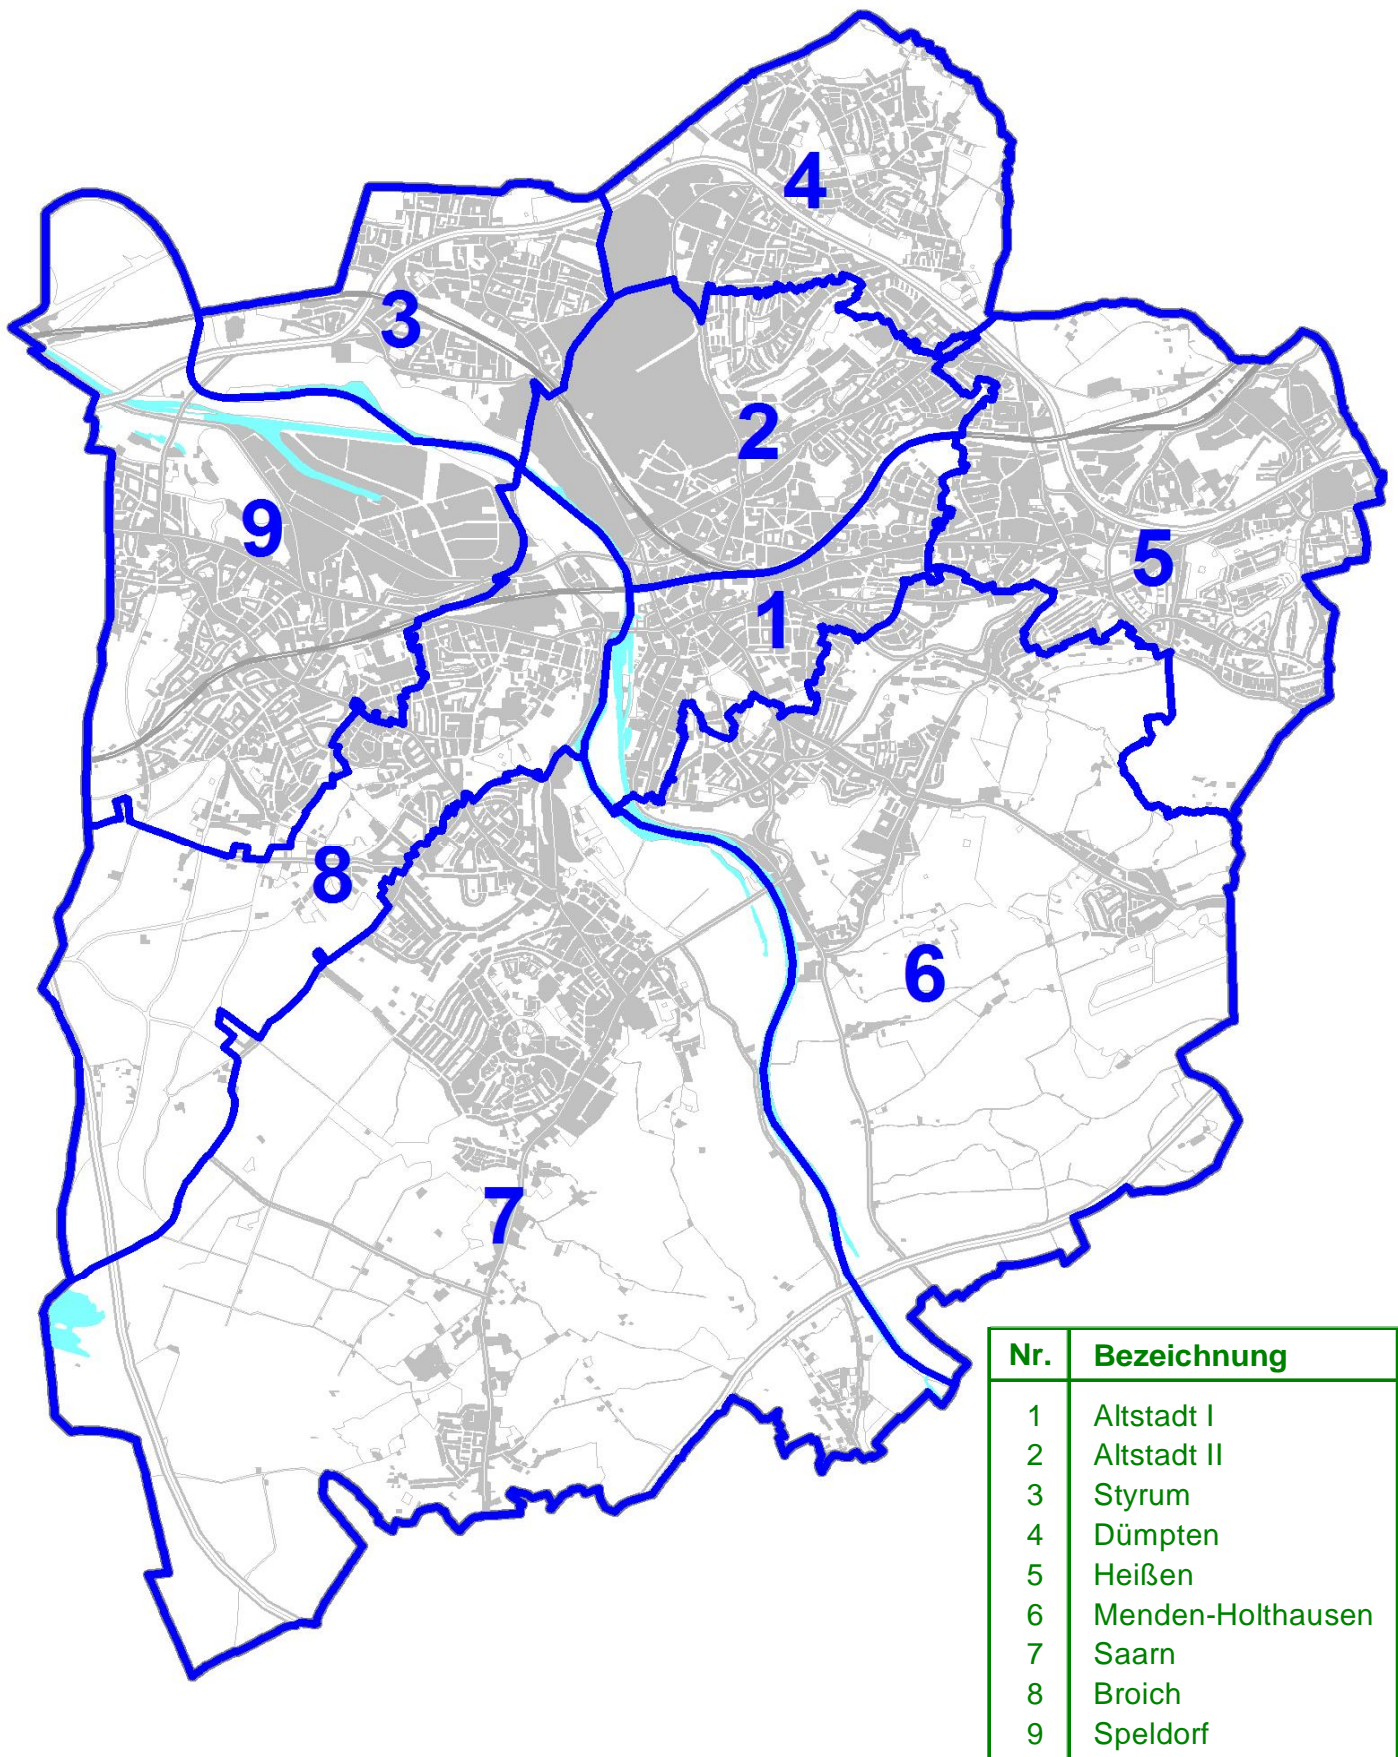 4
3
2
9
5
1
8
6
7
Nr. Bezeichnung
1 Altstadt I
2 Altstadt II
3 Styrum
4 Dümpten
5 Heißen
6 Menden-Holthausen
7 Saarn
8 Broich
9 Speldorf